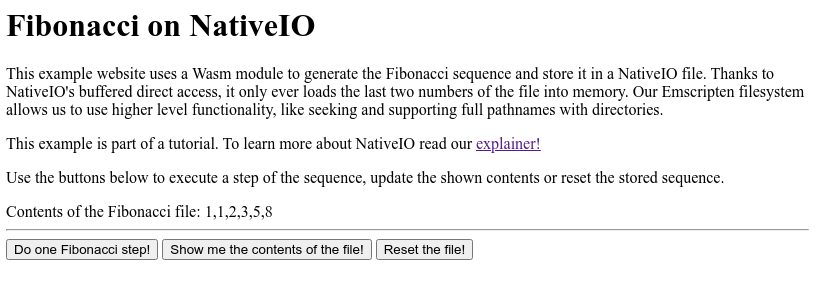 Fibonacci on NativeIO
This example website uses a Wasm module to generate the Fibonacci sequence and store it in a NativeIO file. Thanks to
NativeIO's buffered direct access, it only ever loads the last two numbers of the file into memory. Our Emscripten filesystem
allows us to use higher level functionality, like seeking and supporting full pathnames with directories.
This example is part of a tutorial. To learn more about NativeIO read our explainer!
Use the buttons below to execute a step of the sequence, update the shown contents or reset the stored sequence.
Contents of the Fibonacci file: 1,1,2,3,5,8
Do one Fibonacci step! Show me the contents of the file! Reset the file!